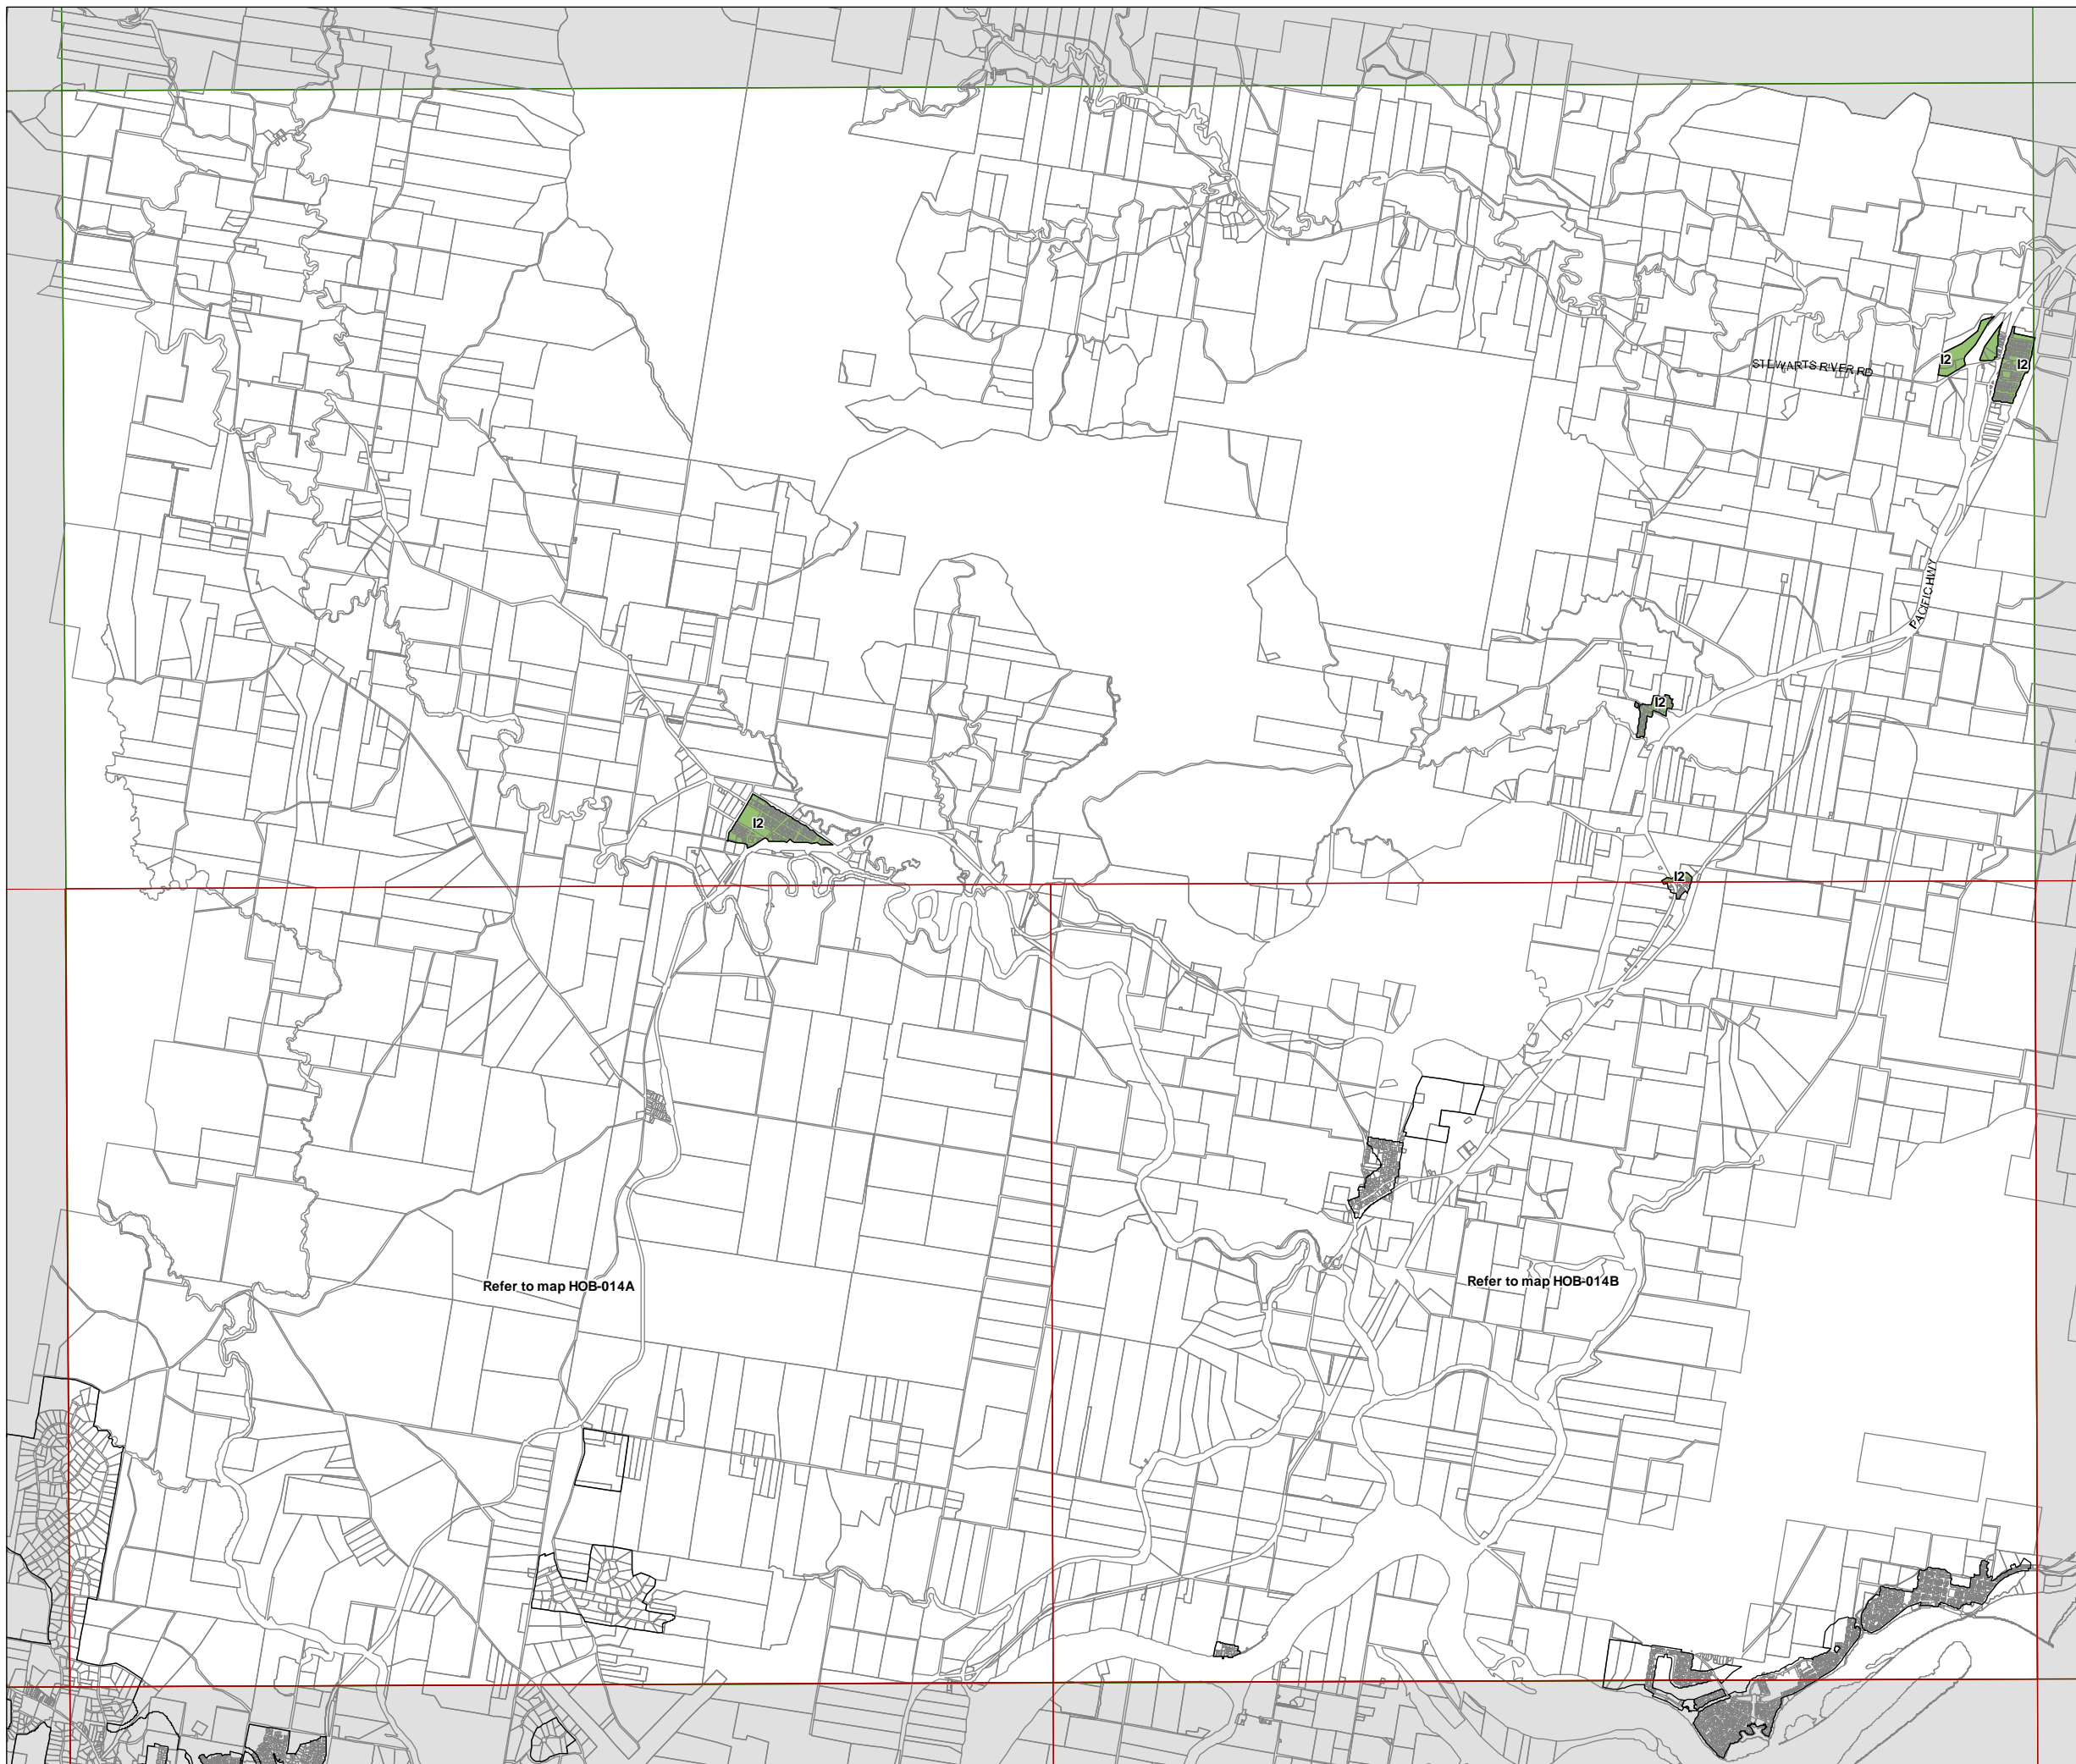 I2
I2
STEWARTS RIVER RD
PACIFIC HWY
I2
I2
I2
Refer to map HOB-014A
Refer to map HOB-014B